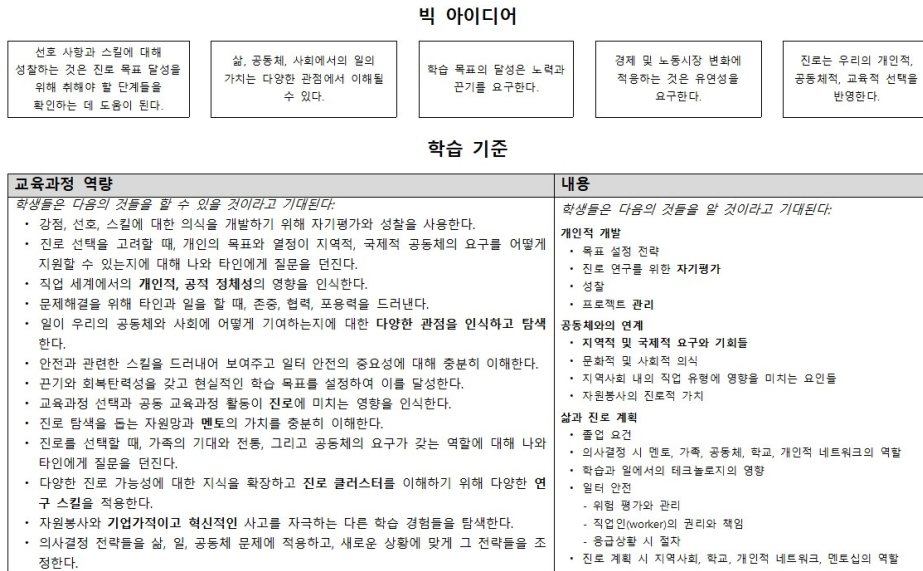 빅 아이디어
선호 사항과 스킬에 대해
성찰하는 것은 진로 목표 달성을
위해 취해야 할 단계들을
확인하는 데 도움이 된다.
삶, 공동체, 사회에서의 일의
가치는 다양한 관점에서 이해될
수 있다.
학습 목표의 달성은 노력과
끈기를 요구한다.
경제 및 노동시장 변화에
적응하는 것은 유연성을
요구한다.
진로는 우리의 개인적,
공동체적, 교육적 선택을
반영한다.
학습 기준
교육과정 역량
학생들은 다음의 것들을 할 수 있을 것이라고 기대된다:
· 강점, 선호, 스킬에 대한 의식을 개발하기 위해 자기평가와 성찰을 사용한다.
· 진로 선택을 고려할 때, 개인의 목표와 열정이 지역적, 국제적 공동체의 요구를 어떻게
지원할 수 있는지에 대해 나와 타인에게 질문을 던진다.
· 직업 세계에서의 개인적, 공적 정체성의 영향을 인식한다.
· 문제해결을 위해 타인과 일을 할 때, 존중, 협력, 포용력을 드러낸다.
· 일이 우리의 공동체와 사회에 어떻게 기여하는지에 대한 다양한 관점을 인식하고 탐색
한다.
· 안전과 관련한 스킬을 드러내어 보여주고 일터 안전의 중요성에 대해 충분히 이해한다.
· 끈기와 회복탄력성을 갖고 현실적인 학습 목표를 설정하여 이를 달성한다.
· 교육과정 선택과 공동 교육과정 활동이 진로에 미치는 영향을 인식한다.
· 진로 탐색을 돕는 자원망과 멘토의 가치를 충분히 이해한다.
· 진로를 선택할 때, 가족의 기대와 전통, 그리고 공동체의 요구가 갖는 역할에 대해 나와
타인에게 질문을 던진다.
· 다양한 진로 가능성에 대한 지식을 확장하고 진로 클러스터를 이해하기 위해 다양한 연
구 스킬을 적용한다.
· 자원봉사와 기업가적이고 혁신적인 사고를 자극하는 다른 학습 경험들을 탐색한다.
· 의사결정 전략들을 삶, 일, 공동체 문제에 적용하고, 새로운 상황에 맞게 그 전략들을 조
정한다.
내용
학생들은 다음의 것들을 알 것이라고 기대된다:
개인적 개발
· 목표 설정 전략
· 진로 연구를 위한 자기평가
· 성찰
· 프로젝트 관리
공동체와의 연계
· 지역적 및 국제적 요구와 기회들
· 문화적 및 사회적 의식
· 지역사회 내의 직업 유형에 영향을 미치는 요인들
· 자원봉사의 진로적 가치
삶과 진로 계획
· 졸업 요건
· 의사결정 시 멘토, 가족, 공동체, 학교, 개인적 네트워크의 역할
· 학습과 일에서의 테크놀로지의 영향
· 일터 안전
- 위험 평가와 관리
- 직업인(worker)의 권리와 책임
- 응급상황 시 절차
· 진로 계획 시 지역사회, 학교, 개인적 네트워크, 멘토십의 역할